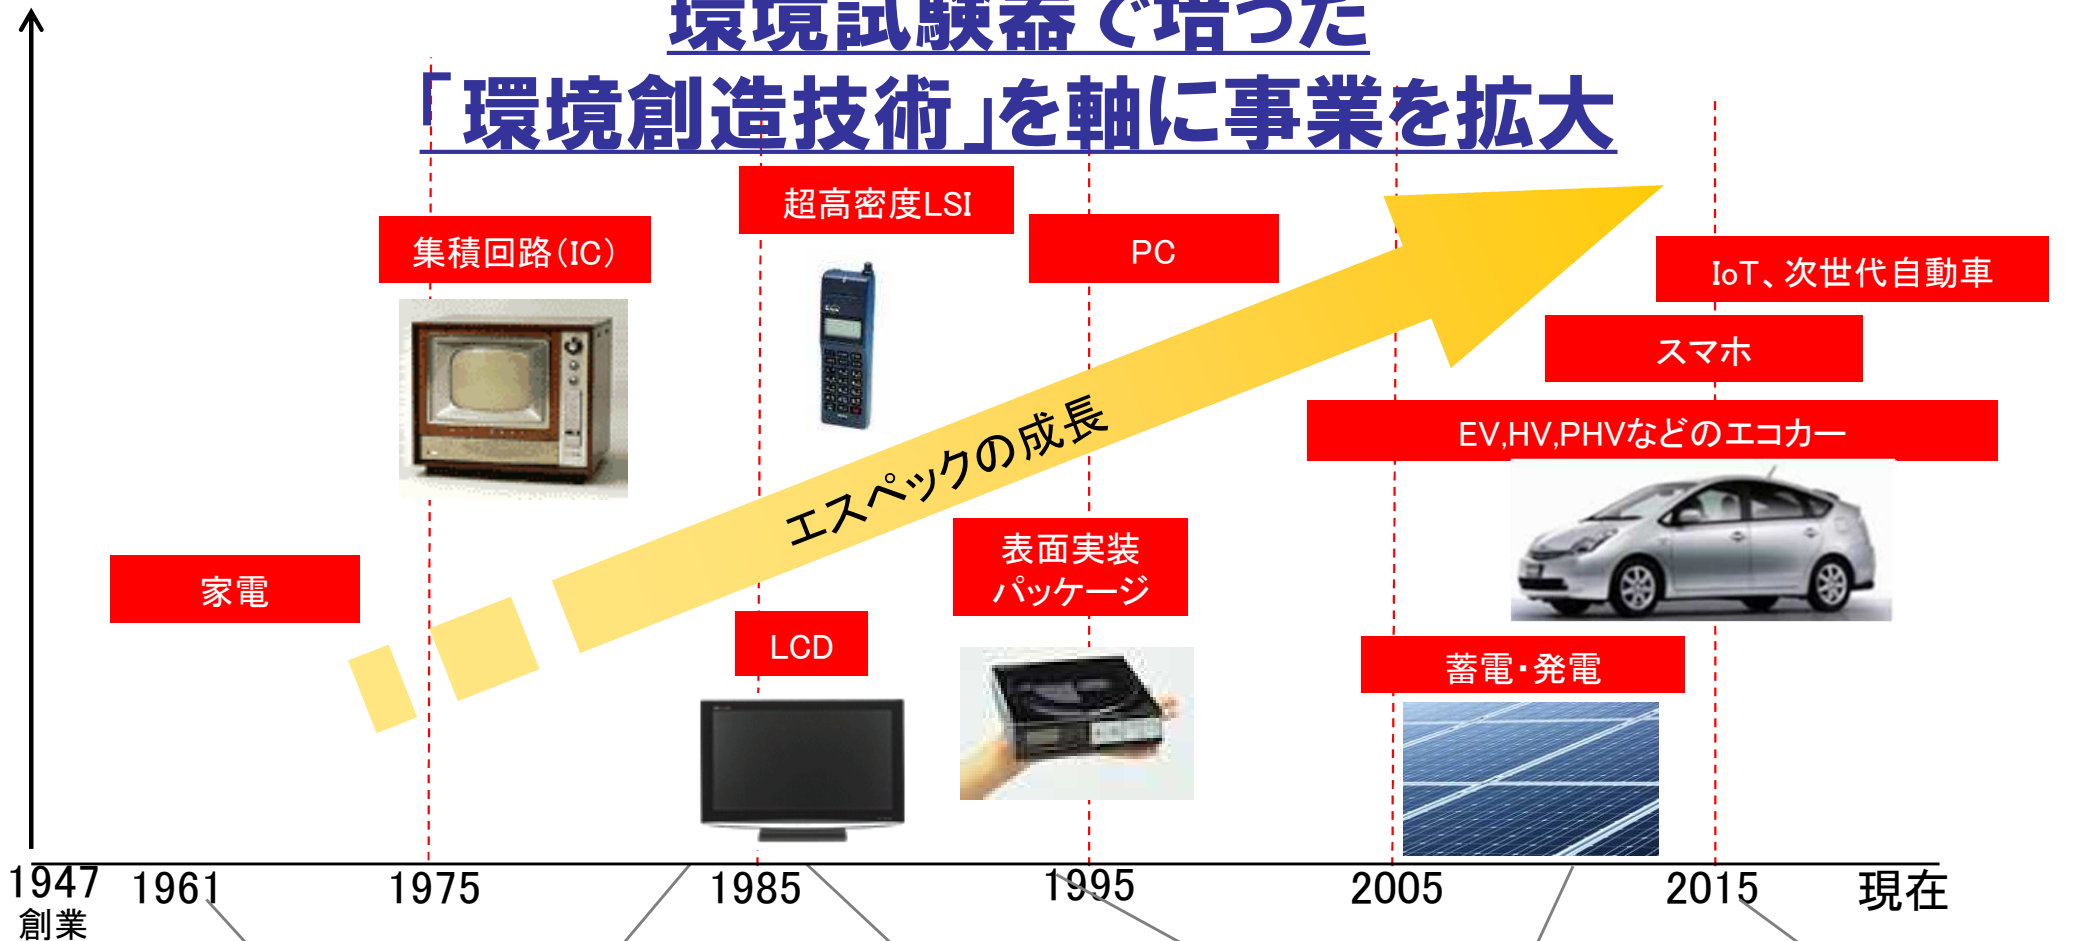 環境試験器で培った
「環境創造技術」を軸に事業を拡大
超高密度LSI
集積回路(IC)
PC
IoT、次世代自動車
スマホ
EV,HV,PHVなどのエコカー
エスペックの成長
表面実装
パッケージ
家電
LCD
蓄電・発電
1947
創業
1961
1975
1985
1995
2005
2015
現在